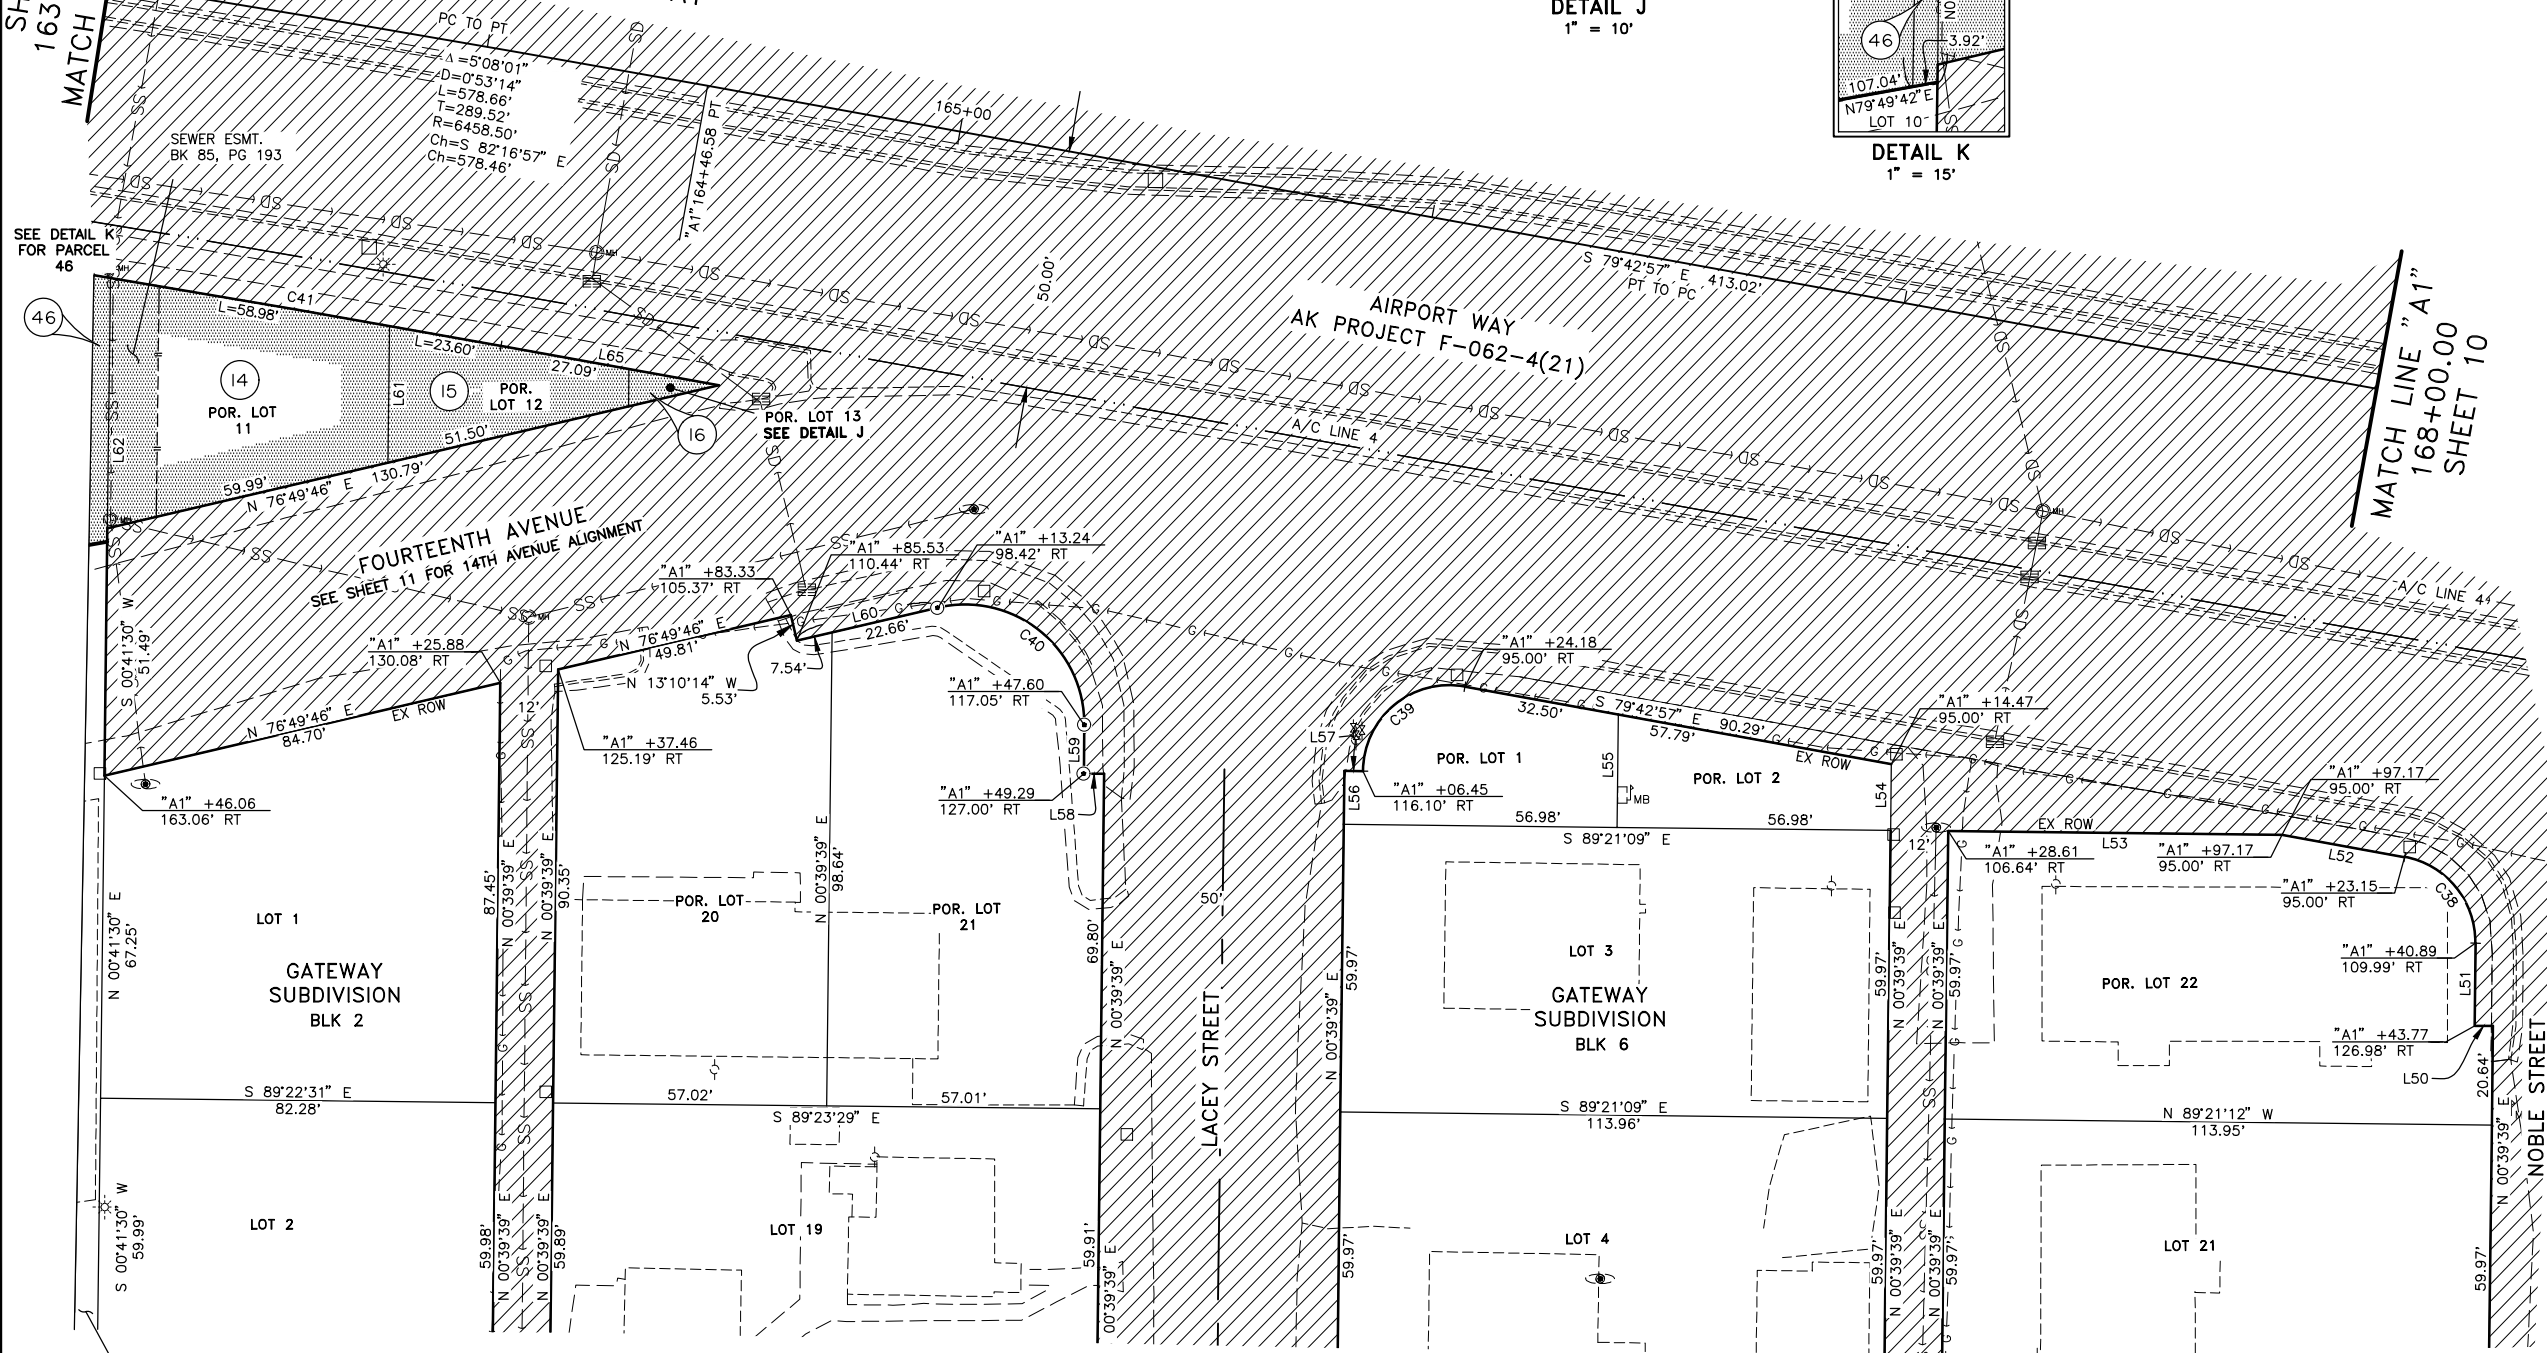 163
MATCH
PC TO PT
Δ =5°08'01"
D=0°53'14"
L=578.66'
T=289.52'
R=6458.50'
Ch=S 82°16'57" E
Ch=578.46'
SEWER ESMT.
BK 85, PG 193
"A1" 164+46.58 PT
165+00
DETAIL J
1" = 10'
46
3.92'
107.04'
N79°49'42"E
LOT 10
SS
DETAIL K
1" = 15'
SEE DETAIL K
FOR PARCEL
46
46
C41
L=58.98'
L=23.60'
L65
27.09'
14
POR. LOT
11
L61
15
POR.
LOT 12
L62
51.50'
59.99'
N 76°49'46" E 130.79'
16
POR. LOT 13
SEE DETAIL J
50.00'
AIRPORT WAY
AK PROJECT F-062-4(21)
S 79°42'57" E 413.02'
PT TO PC
A/C LINE 4
A/C LINE 44
MATCH LINE "A1"
168+00.00
SHEET 10
FOURTEENTH AVENUE
SEE SHEET 11 FOR 14TH AVENUE ALIGNMENT
S 00°41'30" W
51.49'
"A1" +25.88
130.08' RT
N 76°49'46" E
84.70'
EX ROW
12'
"A1" +46.06
163.06' RT
"A1" +83.33
105.37' RT
"A1" +85.53
110.44' RT
"A1" +13.24
98.42' RT
N 76°49'46" E
49.81'
L60
22.66'
7.54'
C40
N 13°10'14" W
5.53'
"A1" +37.46
125.19' RT
"A1" +47.60
117.05' RT
L59
"A1" +49.29
127.00' RT
L58
"A1" +24.18
95.00' RT
L57
C39
32.50'
S 79°42'57" E 90.29'
57.79'
EX ROW
"A1" +14.47
95.00' RT
POR. LOT 1
L55
POR. LOT 2
L56
"A1" +06.45
116.10' RT
MB
L54
56.98'
56.98'
S 89°21'09" E
12'
EX ROW
L53
"A1" +28.61
106.64' RT
"A1" +97.17
95.00' RT
"A1" +97.17
95.00' RT
L52
"A1" +23.15
95.00' RT
C38
"A1" +40.89
109.99' RT
L51
"A1" +43.77
126.98' RT
L50
20.64'
N 00°39'39" E
NOBLE STREET
N 00°41'30" E
67.25'
LOT 1
GATEWAY
SUBDIVISION
BLK 2
87.45'
N 00°39'39" E
N 00°39'39" E
90.35'
POR. LOT
20
N 00°39'39" E
98.64'
POR. LOT
21
69.80'
N 00°39'39" E
50'
LACEY STREET
N 00°39'39" E
59.97'
LOT 3
GATEWAY
SUBDIVISION
BLK 6
59.97'
N 00°39'39" E
N 00°39'39" E
59.97'
POR. LOT 22
S 89°22'31" E
82.28'
57.02'
57.01'
S 89°23'29" E
S 89°21'09" E
113.96'
N 89°21'12" W
113.95'
S 00°41'30" W
59.99'
LOT 2
59.98'
N 00°39'39" E
N 00°39'39" E
59.89'
LOT 19
59.91'
00°39'39" E
59.97'
LOT 4
59.97'
N 00°39'39" E
N 00°39'39" E
59.97'
LOT 21
59.97'